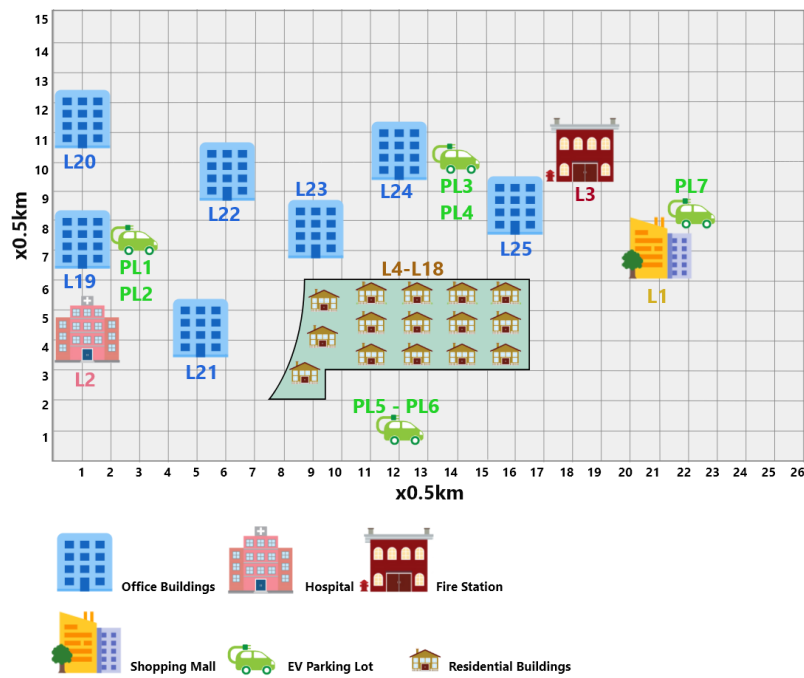 15
14
13
12
11
10
9
8
7
6
5
4
3
2
1
x0.5km
L20
L19
PL1
PL2
L2
L22
L21
L23
L24
PL3
PL4
L25
L3
PL7
L1
L4-L18
PL5 - PL6
1 2 3 4 5 6 7 8 9 10 11 12 13 14 15 16 17 18 19 20 21 22 23 24 25 26
x0.5km
Office Buildings
Hospital
Fire Station
Shopping Mall
EV Parking Lot
Residential Buildings